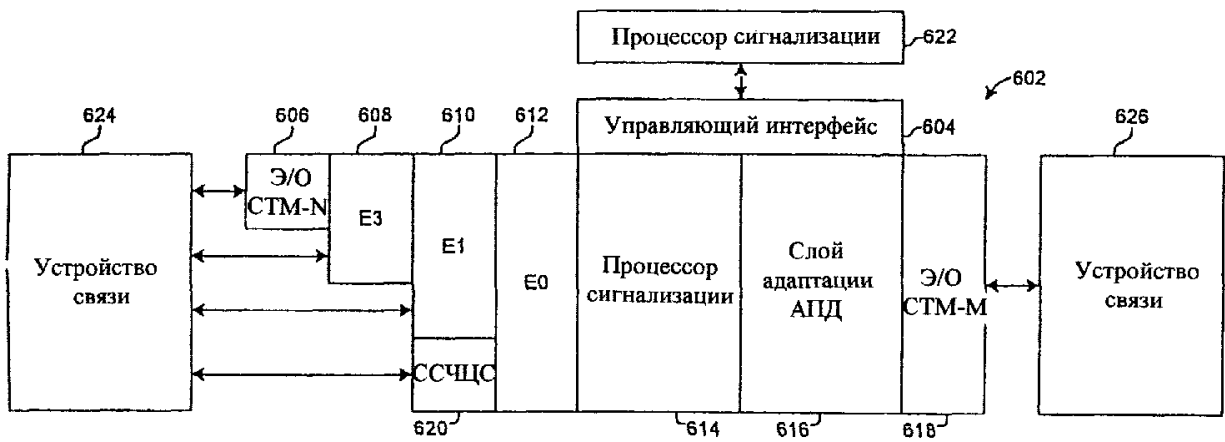 Процессор сигнализации
622
602
624
606
608
610
612
Управляющий интерфейс
604
626
Э/О
СТМ-N
E3
E1
E0
Устройство
связи
Процессор
сигнализации
Слой
адаптации
АПД
Э/О
СТМ-М
Устройство
связи
ССЧЦС
620
614
616
618